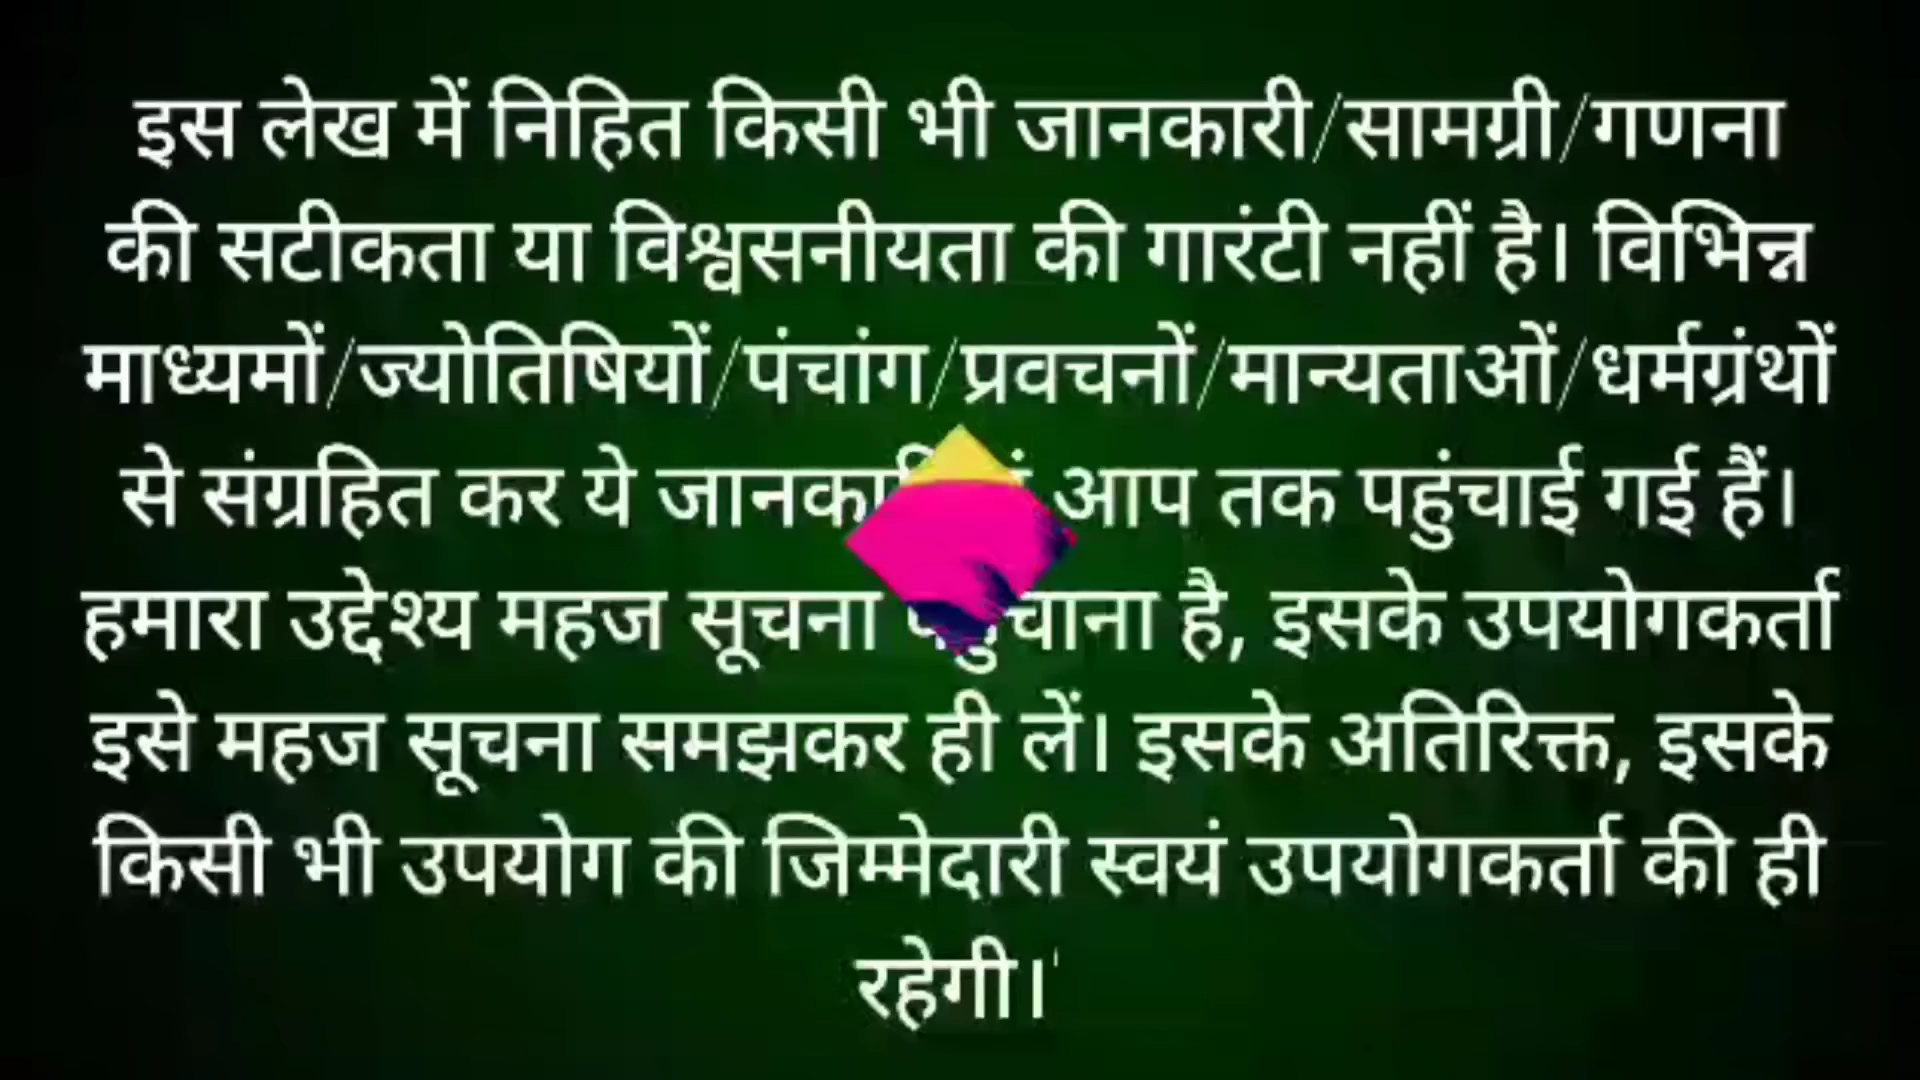 इस लेख में निहित किसी भी जानकारी/सामग्री/गणना
की सटीकता या विश्वसनीयता की गारंटी नहीं है। विभिन्न
माध्यमों/ज्योतिषियों/पंचांग/प्रवचनों/मान्यताओं/धर्मग्रंथों
से संग्रहित कर ये आप तक पहुंचाई गई हैं।
हमारा उद्देश्य महज सूचना है, इसके उपयोगकर्ता
इसे महज सूचना समझकर ही लें। इसके अतिरिक्त, इसके
किसी भी उपयोग की जिम्मेदारी स्वयं उपयोगकर्ता की ही
रहेगी।'